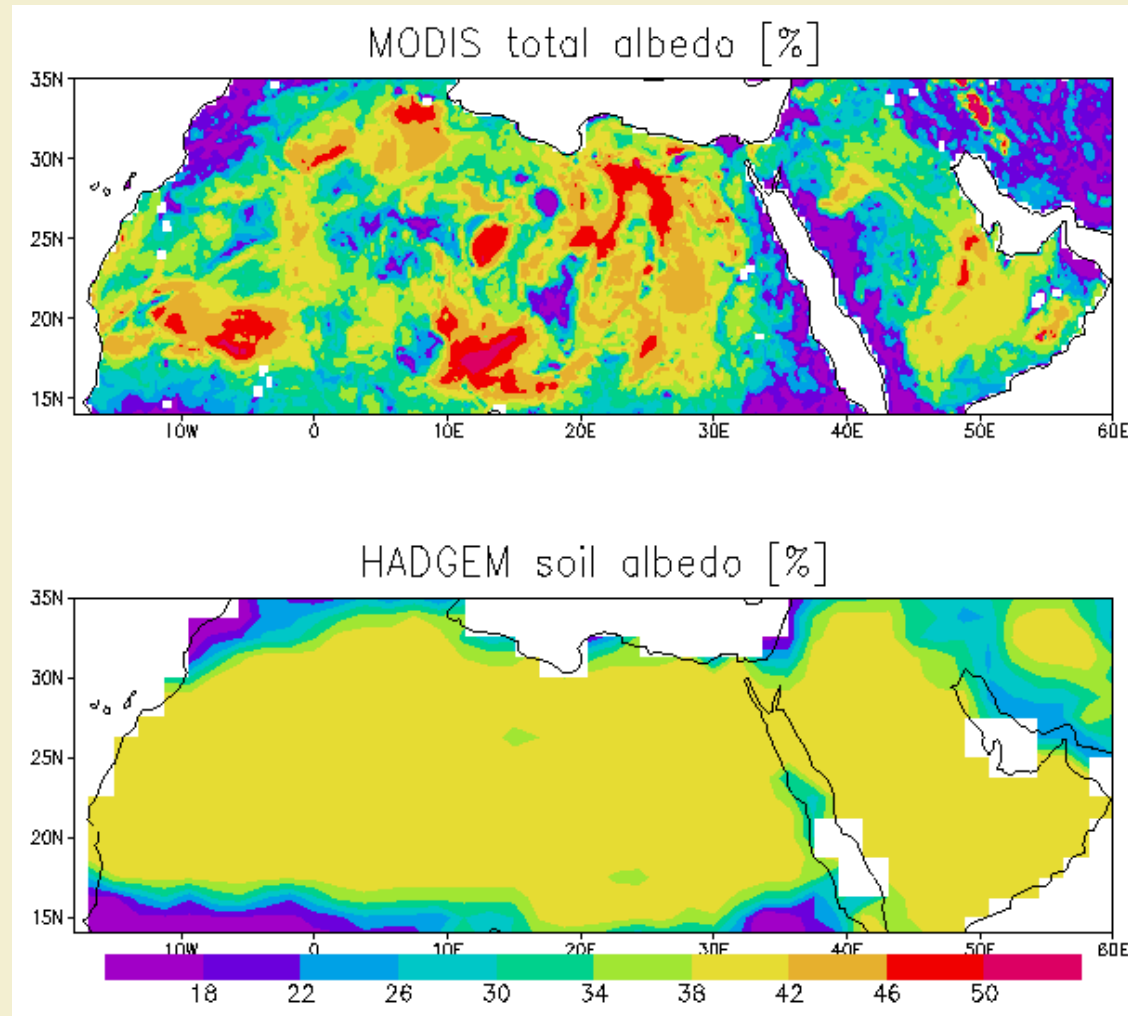 MODIS total albedo [%]
35N
30N
25N
20N
15N
10W 0 10E 20E 30E 40E 50E 60E
HADGEM soil albedo [%]
35N
30N
25N
20N
15N
10W 0 10E 20E 30E 40E 50E 60E
18 22 26 30 34 38 42 46 50